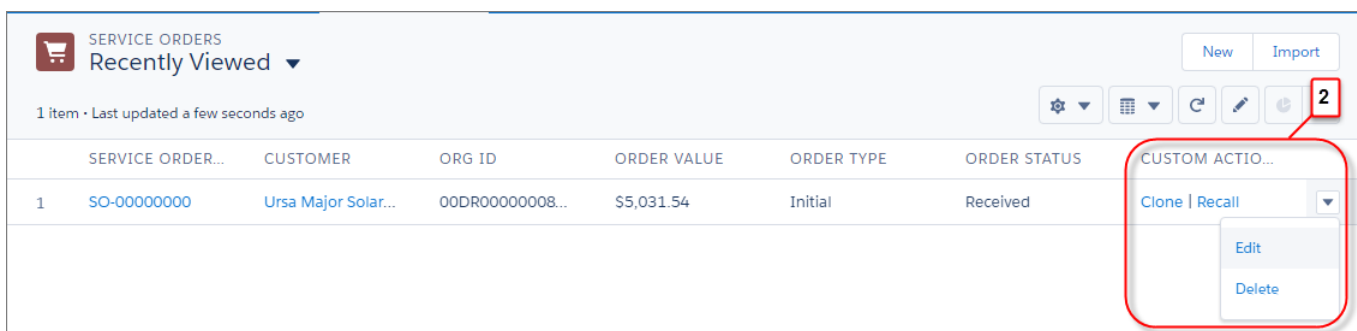 SERVICE ORDERS
Recently Viewed
New Import
1 item • Last updated a few seconds ago
2
SERVICE ORDER... CUSTOMER ORG ID ORDER VALUE ORDER TYPE ORDER STATUS CUSTOM ACTIO...
1 SO-00000000 Ursa Major Solar... 00DR00000008... $5,031.54 Initial Received Clone | Recall
Edit
Delete